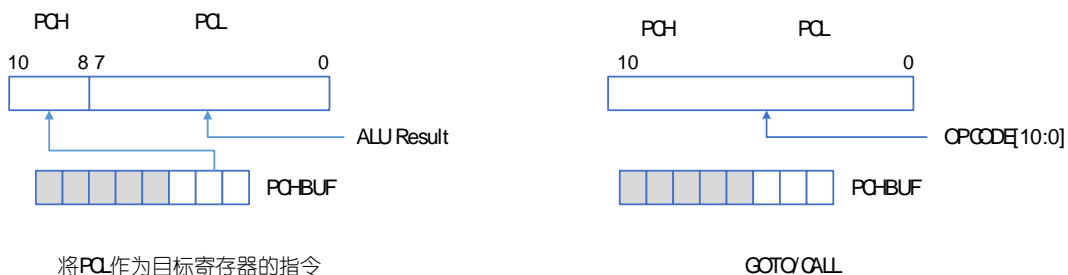 PCH PCL
10 8 7 0
ALU Result
PCHBUF
将PCL作为目标寄存器的指令
PCH PCL
10 0
OPCODE[10:0]
PCHBUF
GOTO/CALL